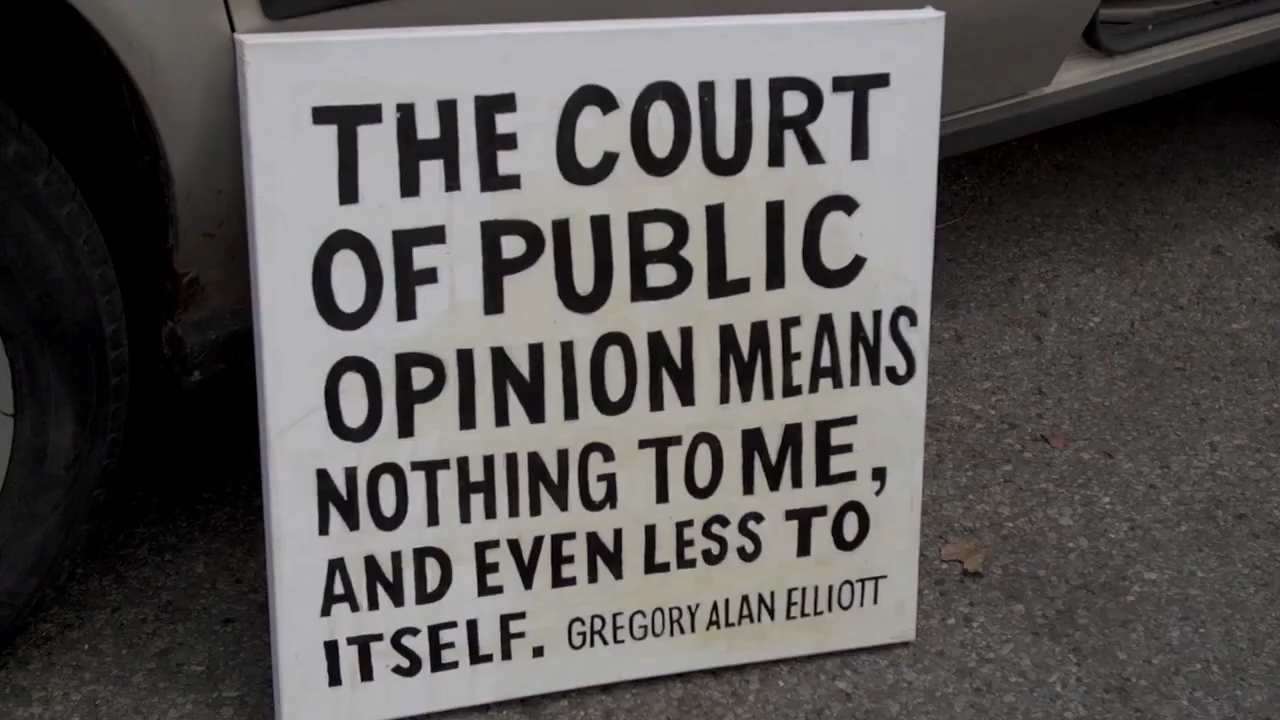 THE COURT
OF PUBLIC
OPINION MEANS
NOTHING TO ME,
AND EVEN LESS TO
ITSELF. GREGORY ALAN ELLIOTT